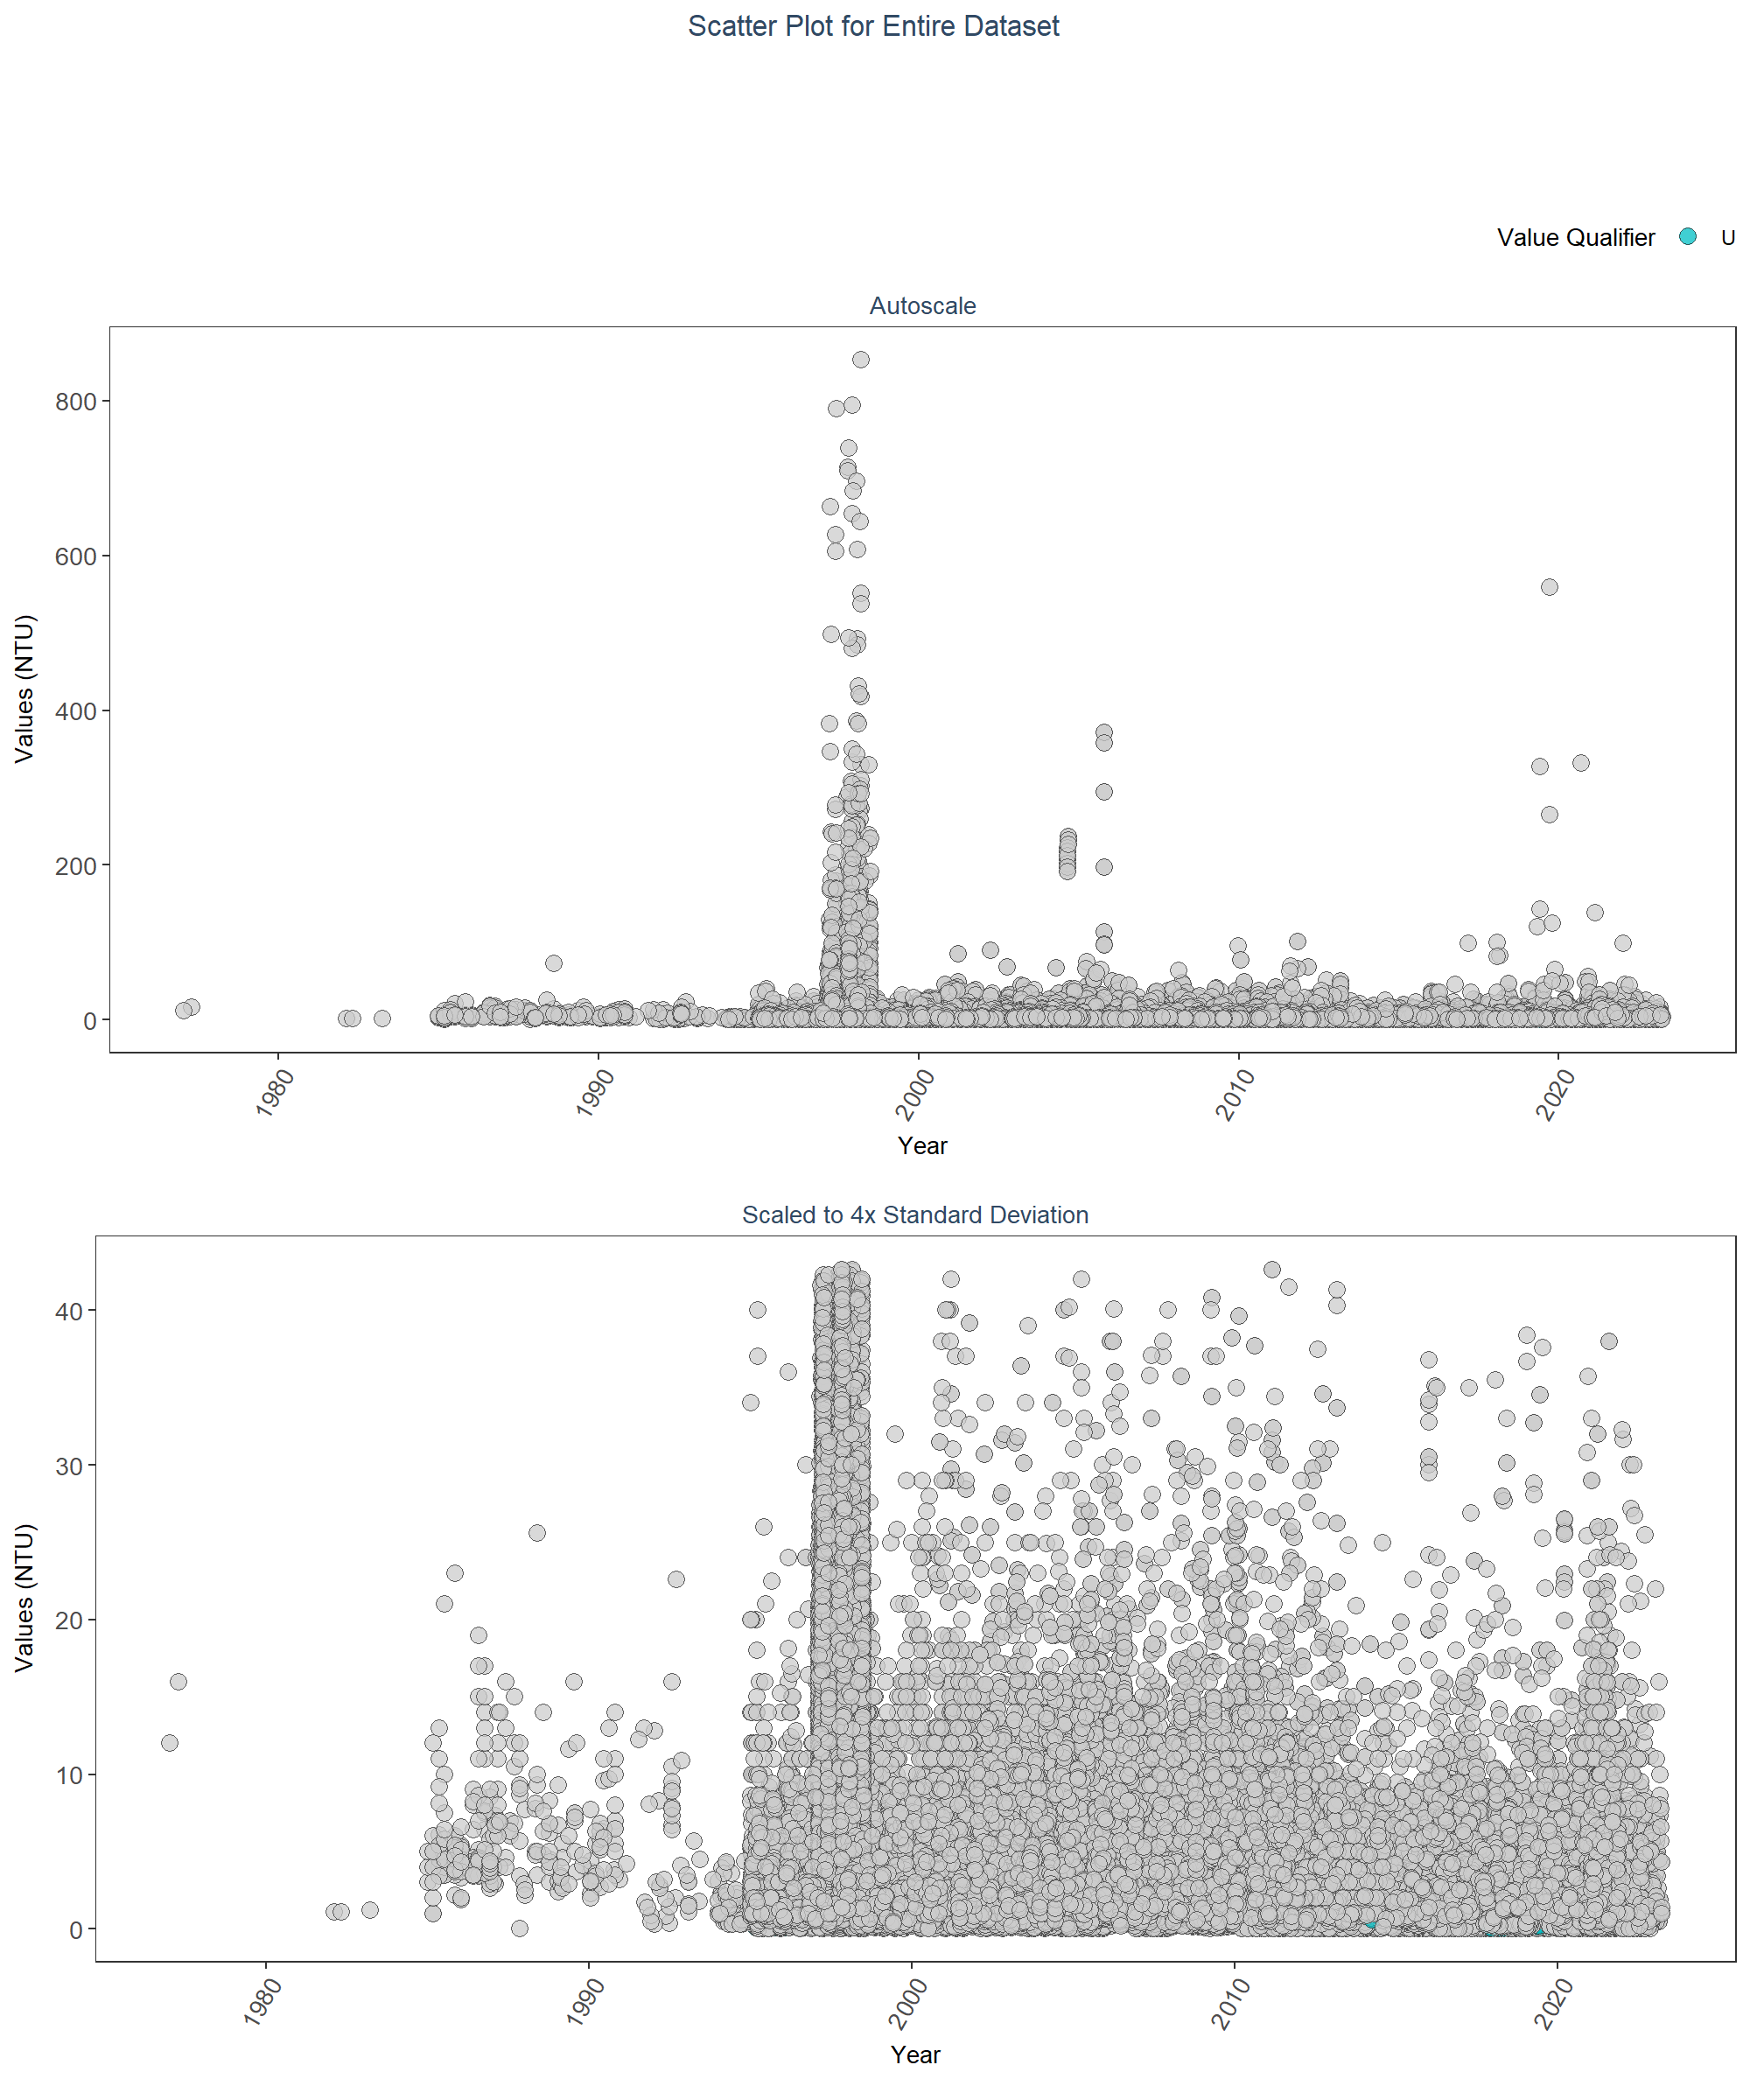 Scatter Plot for Entire Dataset
Value Qualifier U
Autoscale
800
600
400
200
0
Values (NTU)
1980 1990 2000 2010 2020
Year
Scaled to 4x Standard Deviation
40
30
20
10
0
Values (NTU)
1980 1990 2000 2010 2020
Year